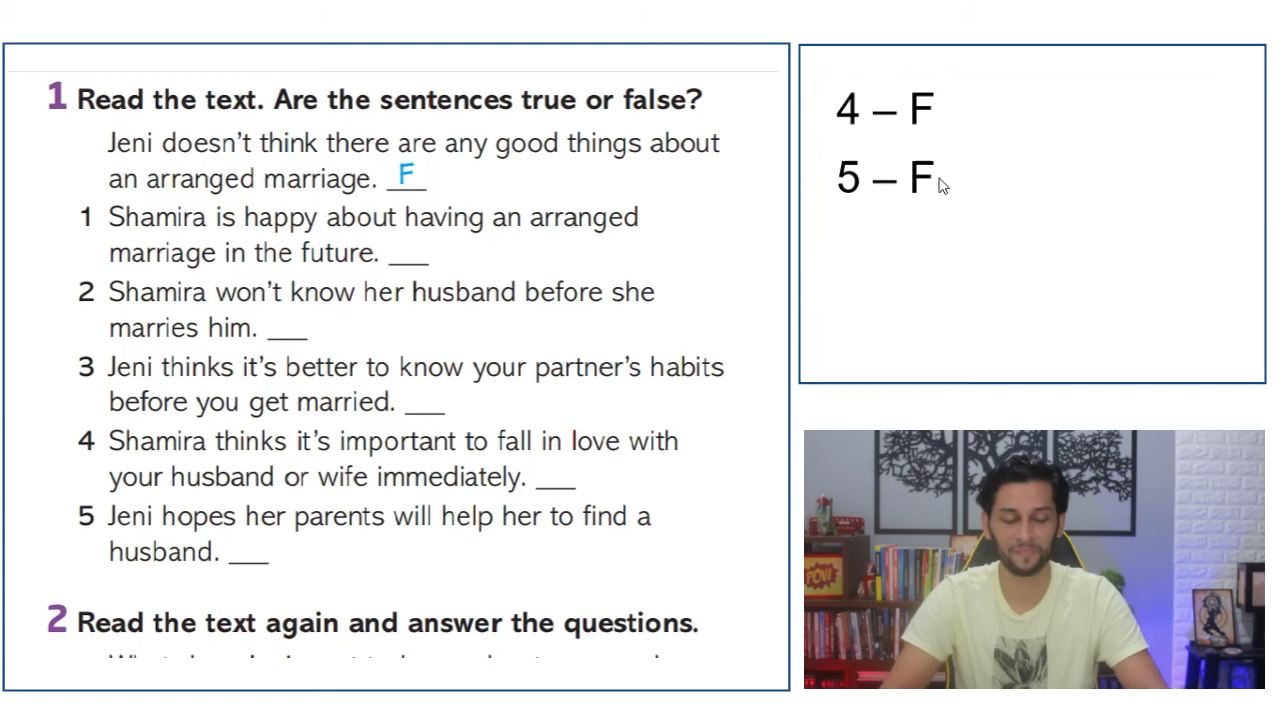 1 Read the text. Are the sentences true or false?
Jeni doesn't think there are any good things about
an arranged marriage. F
1 Shamira is happy about having an arranged
marriage in the future. ___
2 Shamira won't know her husband before she
marries him. ___
3 Jeni thinks it's better to know your partner's habits
before you get married. ___
4 Shamira thinks it's important to fall in love with
your husband or wife immediately. ___
5 Jeni hopes her parents will help her to find a
husband. ___
2 Read the text again and answer the questions.
4 – F
5 – F
POW